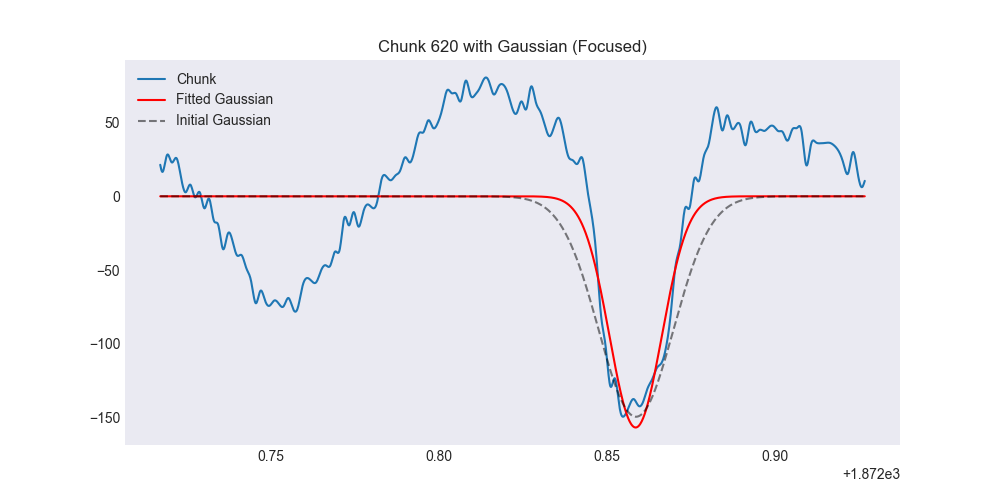 Chunk 620 with Gaussian (Focused)
Chunk
Fitted Gaussian
Initial Gaussian
50
0
−50
−100
−150
0.75 0.80 0.85 0.90
+1.872e3